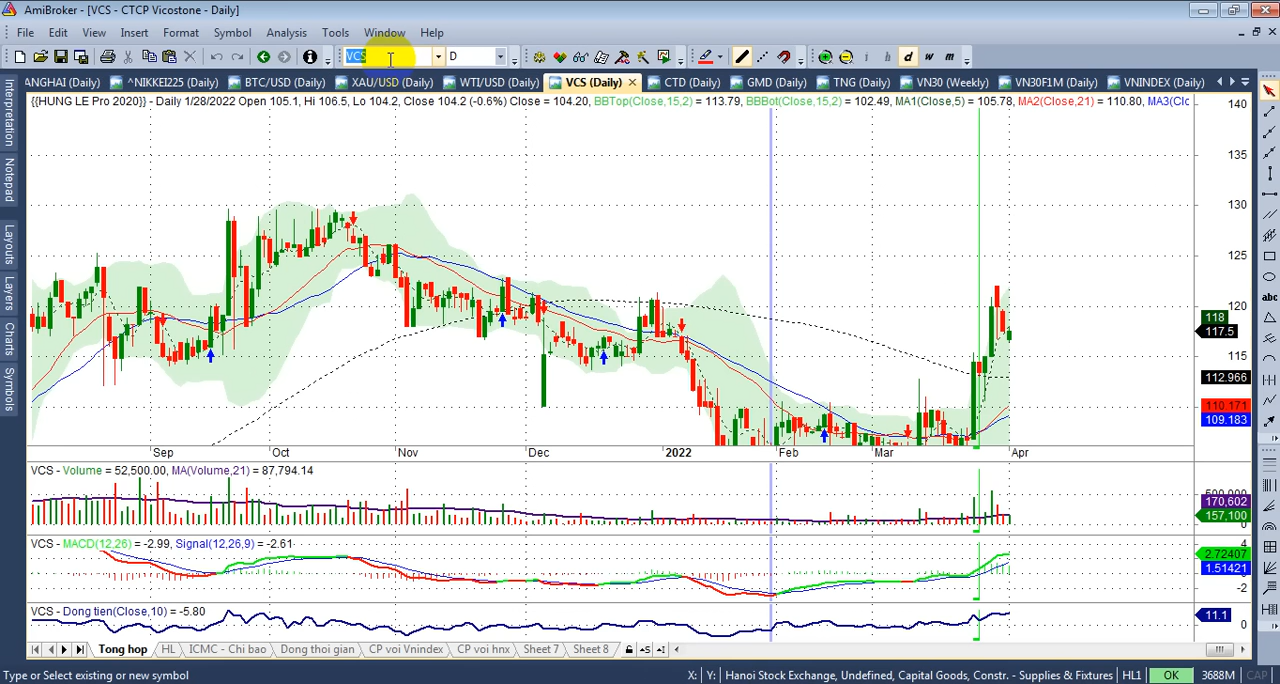 AmiBroker - [VCS - CTCP Vicostone - Daily]
File Edit View Insert Format Symbol Analysis Tools Window Help
VCS D d w m
ANGHAI (Daily) ^NIKKEI225 (Daily) BTC/USD (Daily) XAU/USD (Daily) WTI/USD (Daily) VCS (Daily) CTD (Daily) GMD (Daily) TNG (Daily) VN30 (Weekly) VN30F1M (Daily) VNINDEX (Daily)
{{HUNG LE Pro 2020}} - Daily 1/28/2022 Open 105.1, Hi 106.5, Lo 104.2, Close 104.2 (-0.6%) Close = 104.20, BBTop(Close,15,2) = 113.79, BBBot(Close,15,2) = 102.49, MA1(Close,5) = 105.78, MA2(Close,21) = 110.80, MA3(Clo
Interpretation
Notepad
Layouts
Layers
Charts
Symbols
abc
140
135
130
125
120
118
117.5
115
112.966
110.171
109.183
Sep Oct Nov Dec 2022 Feb Mar Apr
VCS - Volume = 52,500.00, MA(Volume,21) = 87,794.14
170,602
157,100
0
VCS - MACD(12,26) = -2.99, Signal(12,26,9) = -2.61
4
2.72407
1.51421
-2
VCS - Dong tien(Close,10) = -5.80
11.1
0
Tong hop HL ICMC - Chi bao Dong thoi gian CP voi Vnindex CP voi hnx Sheet 7 Sheet 8
Type or Select existing or new symbol X: Y: Hanoi Stock Exchange, Undefined, Capital Goods, Constr. - Supplies & Fixtures HL1 OK 3688M CAP